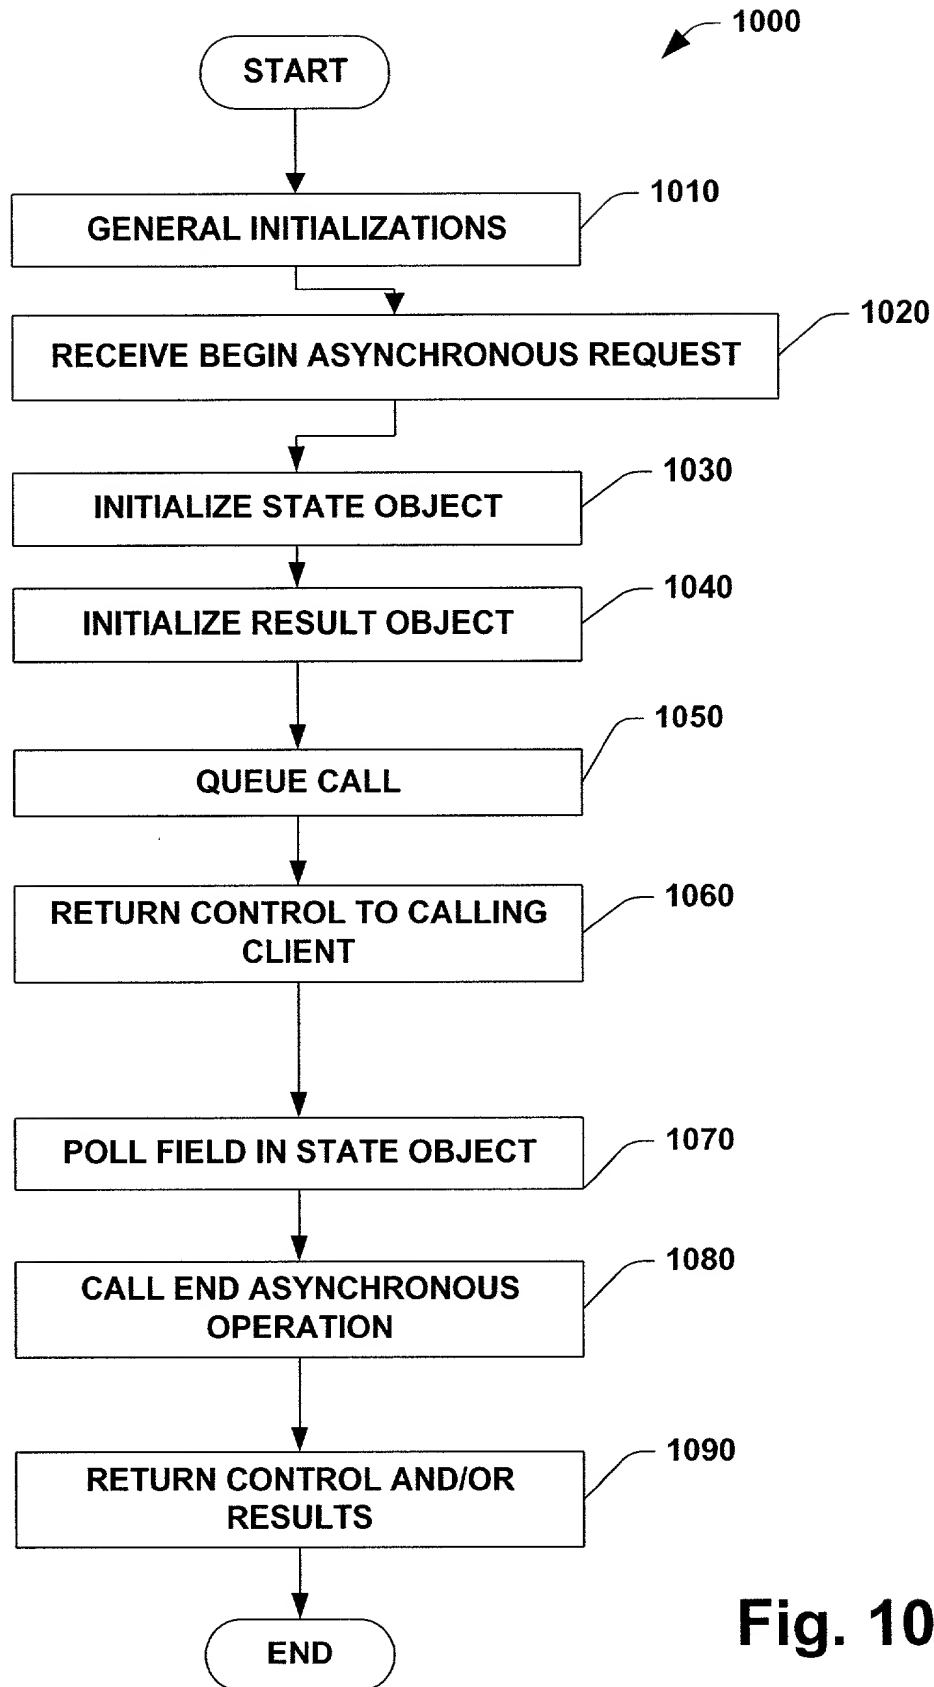 1000
START
1010
GENERAL INITIALIZATIONS
1020
RECEIVE BEGIN ASYNCHRONOUS REQUEST
1030
INITIALIZE STATE OBJECT
1040
INITIALIZE RESULT OBJECT
1050
QUEUE CALL
1060
RETURN CONTROL TO CALLING
CLIENT
1070
POLL FIELD IN STATE OBJECT
1080
CALL END ASYNCHRONOUS
OPERATION
1090
RETURN CONTROL AND/OR
RESULTS
END
Fig. 10